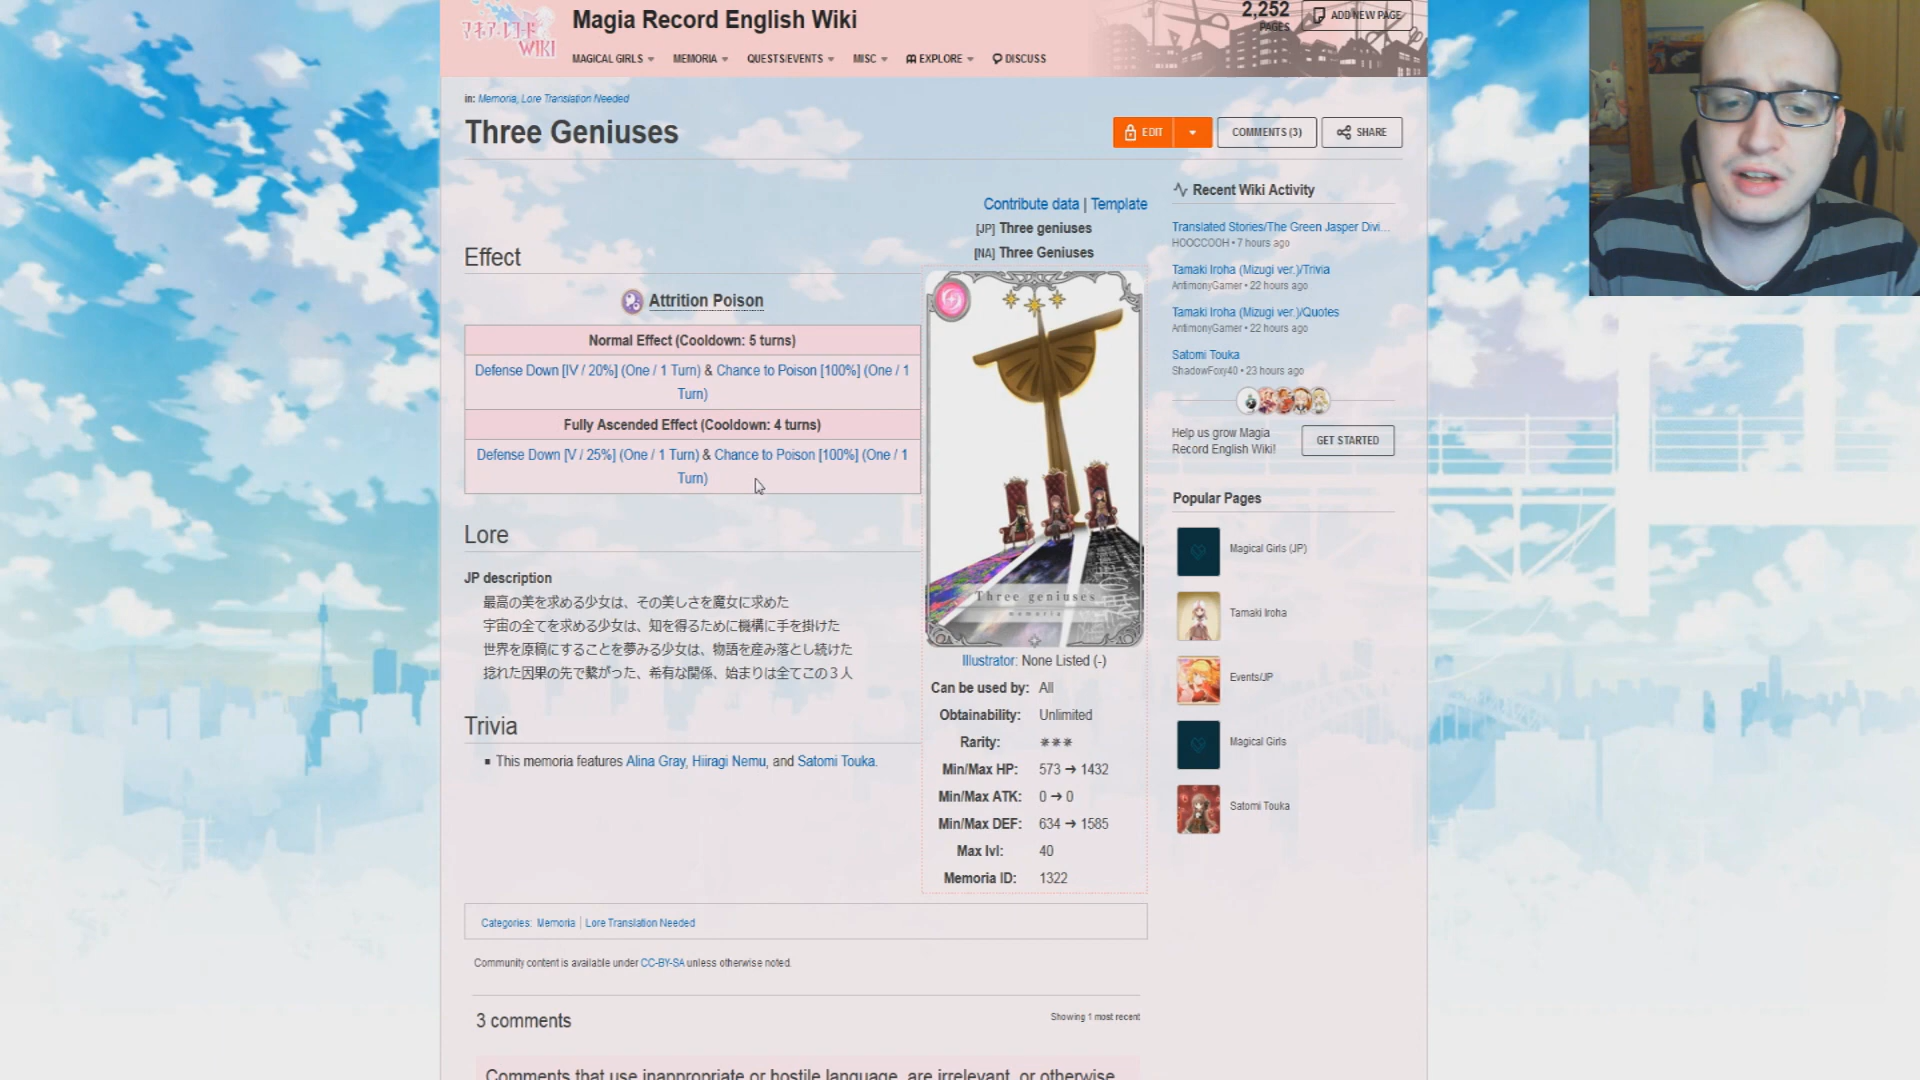 マギアレコード
WIKI
Magia Record English Wiki
2,252
PAGES
ADD NEW PAGE
MAGICAL GIRLS
MEMORIA
QUESTS/EVENTS
MISC
EXPLORE
DISCUSS
in: Memoria, Lore Translation Needed
Three Geniuses
EDIT
COMMENTS (3)
SHARE
Contribute data | Template
[JP] Three geniuses
[NA] Three Geniuses
Effect
Attrition Poison
Normal Effect (Cooldown: 5 turns)
Defense Down [IV / 20%] (One / 1 Turn) & Chance to Poison [100%] (One / 1
Turn)
Fully Ascended Effect (Cooldown: 4 turns)
Defense Down [V / 25%] (One / 1 Turn) & Chance to Poison [100%] (One / 1
Turn)
Three geniuses
memoria
Lore
JP description
最高の美を求める少女は、その美しさを魔女に求めた
宇宙の全てを求める少女は、知を得るために機構に手を掛けた
世界を原稿にすることを夢みる少女は、物語を産み落とし続けた
捻れた因果の先で繋がった、希有な関係、始まりは全てこの３人
Trivia
▪ This memoria features Alina Gray, Hiiragi Nemu, and Satomi Touka.
Illustrator: None Listed (-)
Can be used by: All
Obtainability: Unlimited
Rarity: ✴✴✴
Min/Max HP: 573 ➔ 1432
Min/Max ATK: 0 ➔ 0
Min/Max DEF: 634 ➔ 1585
Max lvl: 40
Memoria ID: 1322
Categories: Memoria | Lore Translation Needed
Community content is available under CC-BY-SA unless otherwise noted.
3 comments
Showing 1 most recent
Comments that use inappropriate or hostile language, are irrelevant, or otherwise
Recent Wiki Activity
Translated Stories/The Green Jasper Divi...
HOOCCOOH • 7 hours ago
Tamaki Iroha (Mizugi ver.)/Trivia
AntimonyGamer • 22 hours ago
Tamaki Iroha (Mizugi ver.)/Quotes
AntimonyGamer • 22 hours ago
Satomi Touka
ShadowFoxy40 • 23 hours ago
Help us grow Magia
Record English Wiki!
GET STARTED
Popular Pages
Magical Girls (JP)
Tamaki Iroha
Events/JP
Magical Girls
Satomi Touka